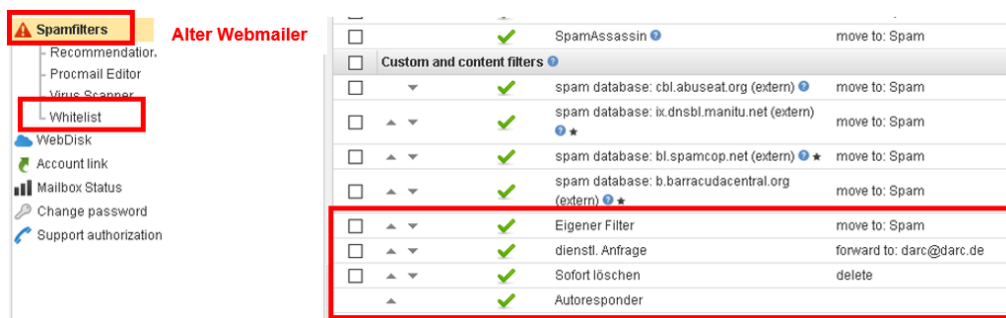 Spamfilters
Alter Webmailer
Recommendation
Procmail Editor
Virus Scanner
Whitelist
WebDisk
Account link
Mailbox Status
Change password
Support authorization
SpamAssassin ? move to: Spam
Custom and content filters ?
spam database: cbl.abuseat.org (extern) ? move to: Spam
spam database: ix.dnsbl.manitu.net (extern)
? ★ move to: Spam
spam database: bl.spamcop.net (extern) ? ★ move to: Spam
spam database: b.barracudacentral.org
(extern) ? ★ move to: Spam
Eigener Filter move to: Spam
dienstl. Anfrage forward to: darc@darc.de
Sofort löschen delete
Autoresponder